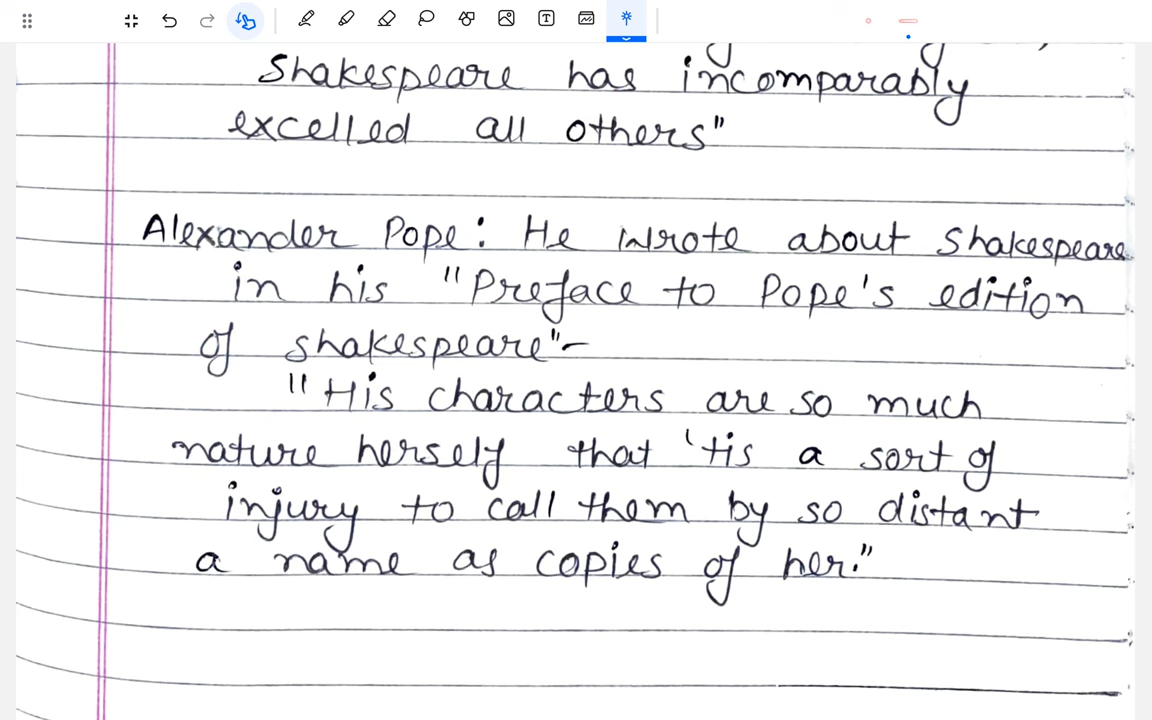 Shakespeare has incomparably
excelled all others"
Alexander Pope: He wrote about Shakespeare
in his "Preface to Pope's edition
of shakespeare"-
"His characters are so much
nature herself that 'tis a sort of
injury to call them by so distant
a name as copies of her."